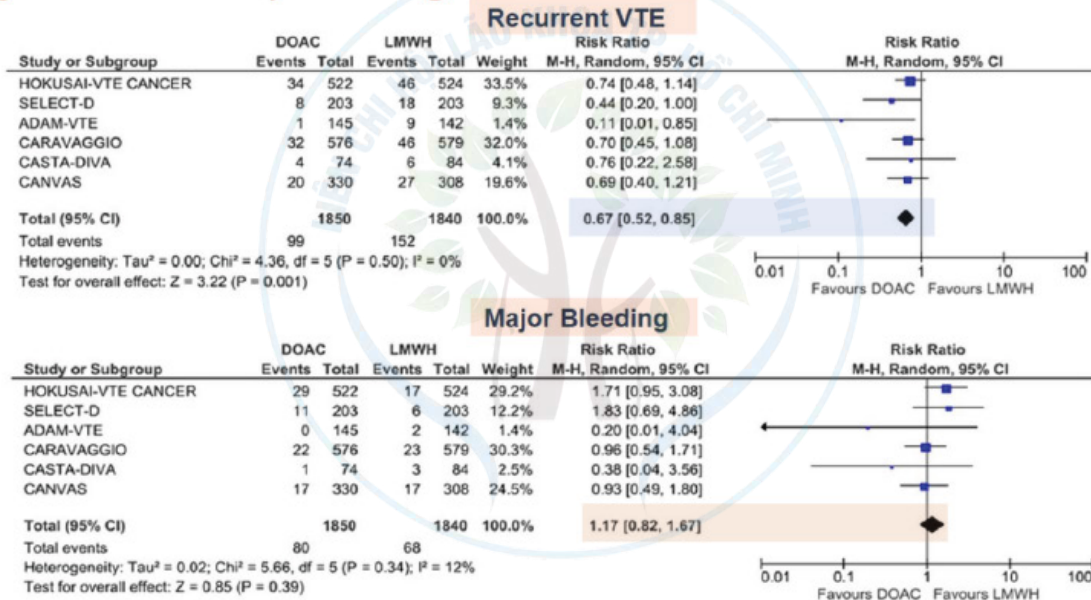 Recurrent VTE
DOAC LMWH Risk Ratio Risk Ratio
Study or Subgroup Events Total Events Total Weight M-H, Random, 95% CI M-H, Random, 95% CI
HOKUSAI-VTE CANCER 34 522 46 524 33.5% 0.74 [0.48, 1.14]
SELECT-D 8 203 18 203 9.3% 0.44 [0.20, 1.00]
ADAM-VTE 1 145 9 142 1.4% 0.11 [0.01, 0.85]
CARAVAGGIO 32 576 46 579 32.0% 0.70 [0.45, 1.08]
CASTA-DIVA 4 74 6 84 4.1% 0.76 [0.22, 2.58]
CANVAS 20 330 27 308 19.6% 0.69 [0.40, 1.21]
Total (95% CI) 1850 1840 100.0% 0.67 [0.52, 0.85]
Total events 99 152
Heterogeneity: Tau² = 0.00; Chi² = 4.36, df = 5 (P = 0.50); I² = 0%
Test for overall effect: Z = 3.22 (P = 0.001)
0.01 0.1 1 10 100
Favours DOAC Favours LMWH
Major Bleeding
DOAC LMWH Risk Ratio Risk Ratio
Study or Subgroup Events Total Events Total Weight M-H, Random, 95% CI M-H, Random, 95% CI
HOKUSAI-VTE CANCER 29 522 17 524 29.2% 1.71 [0.95, 3.08]
SELECT-D 11 203 6 203 12.2% 1.83 [0.69, 4.86]
ADAM-VTE 0 145 2 142 1.4% 0.20 [0.01, 4.04]
CARAVAGGIO 22 576 23 579 30.3% 0.96 [0.54, 1.71]
CASTA-DIVA 1 74 3 84 2.5% 0.38 [0.04, 3.56]
CANVAS 17 330 17 308 24.5% 0.93 [0.49, 1.80]
Total (95% CI) 1850 1840 100.0% 1.17 [0.82, 1.67]
Total events 80 68
Heterogeneity: Tau² = 0.02; Chi² = 5.66, df = 5 (P = 0.34); I² = 12%
Test for overall effect: Z = 0.85 (P = 0.39)
0.01 0.1 1 10 100
Favours DOAC Favours LMWH
LÃO KHOA TP. HỒ CHÍ MINH